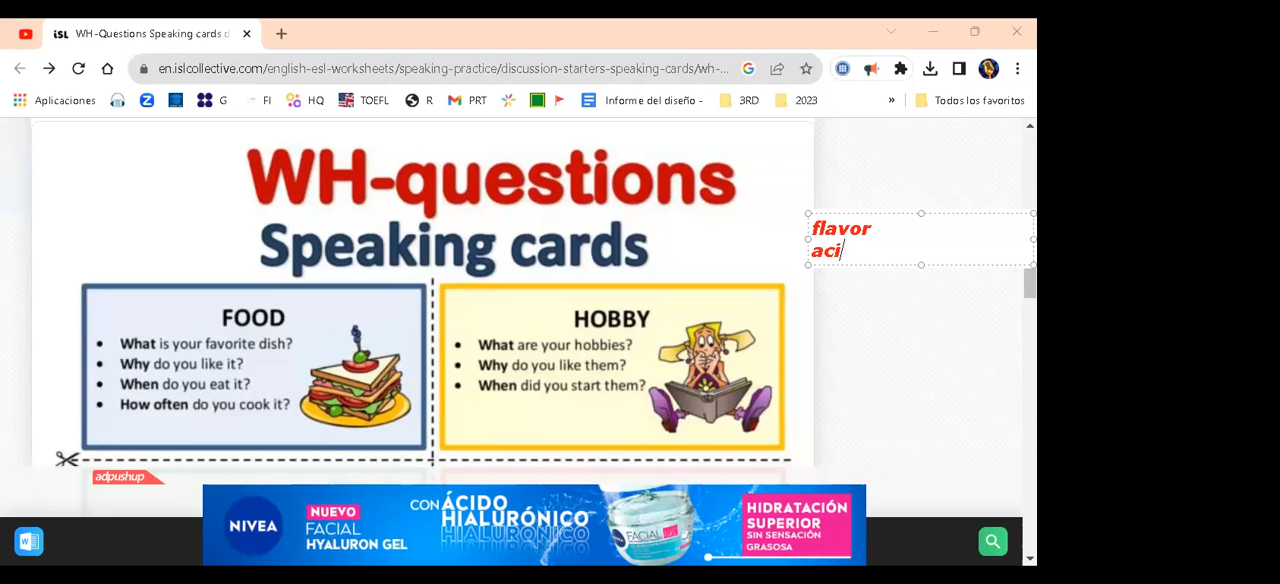 iSL WH-Questions Speaking cards d
en.islcollective.com/english-esl-worksheets/speaking-practice/discussion-starters-speaking-cards/wh-...
Aplicaciones G FI HQ TOEFL R PRT Informe del diseño - 3RD 2023 » Todos los favoritos
WH-questions
Speaking cards
flavor
aci
FOOD
• What is your favorite dish?
• Why do you like it?
• When do you eat it?
• How often do you cook it?
HOBBY
• What are your hobbies?
• Why do you like them?
• When did you start them?
adpushup
NIVEA
NUEVO
FACIAL
HYALURON GEL
CON ÁCIDO
HIALURÓNICO
HIALURONICO
NIVEA
FACIAL
HIDRATACIÓN
SUPERIOR
SIN SENSACIÓN
GRASOSA